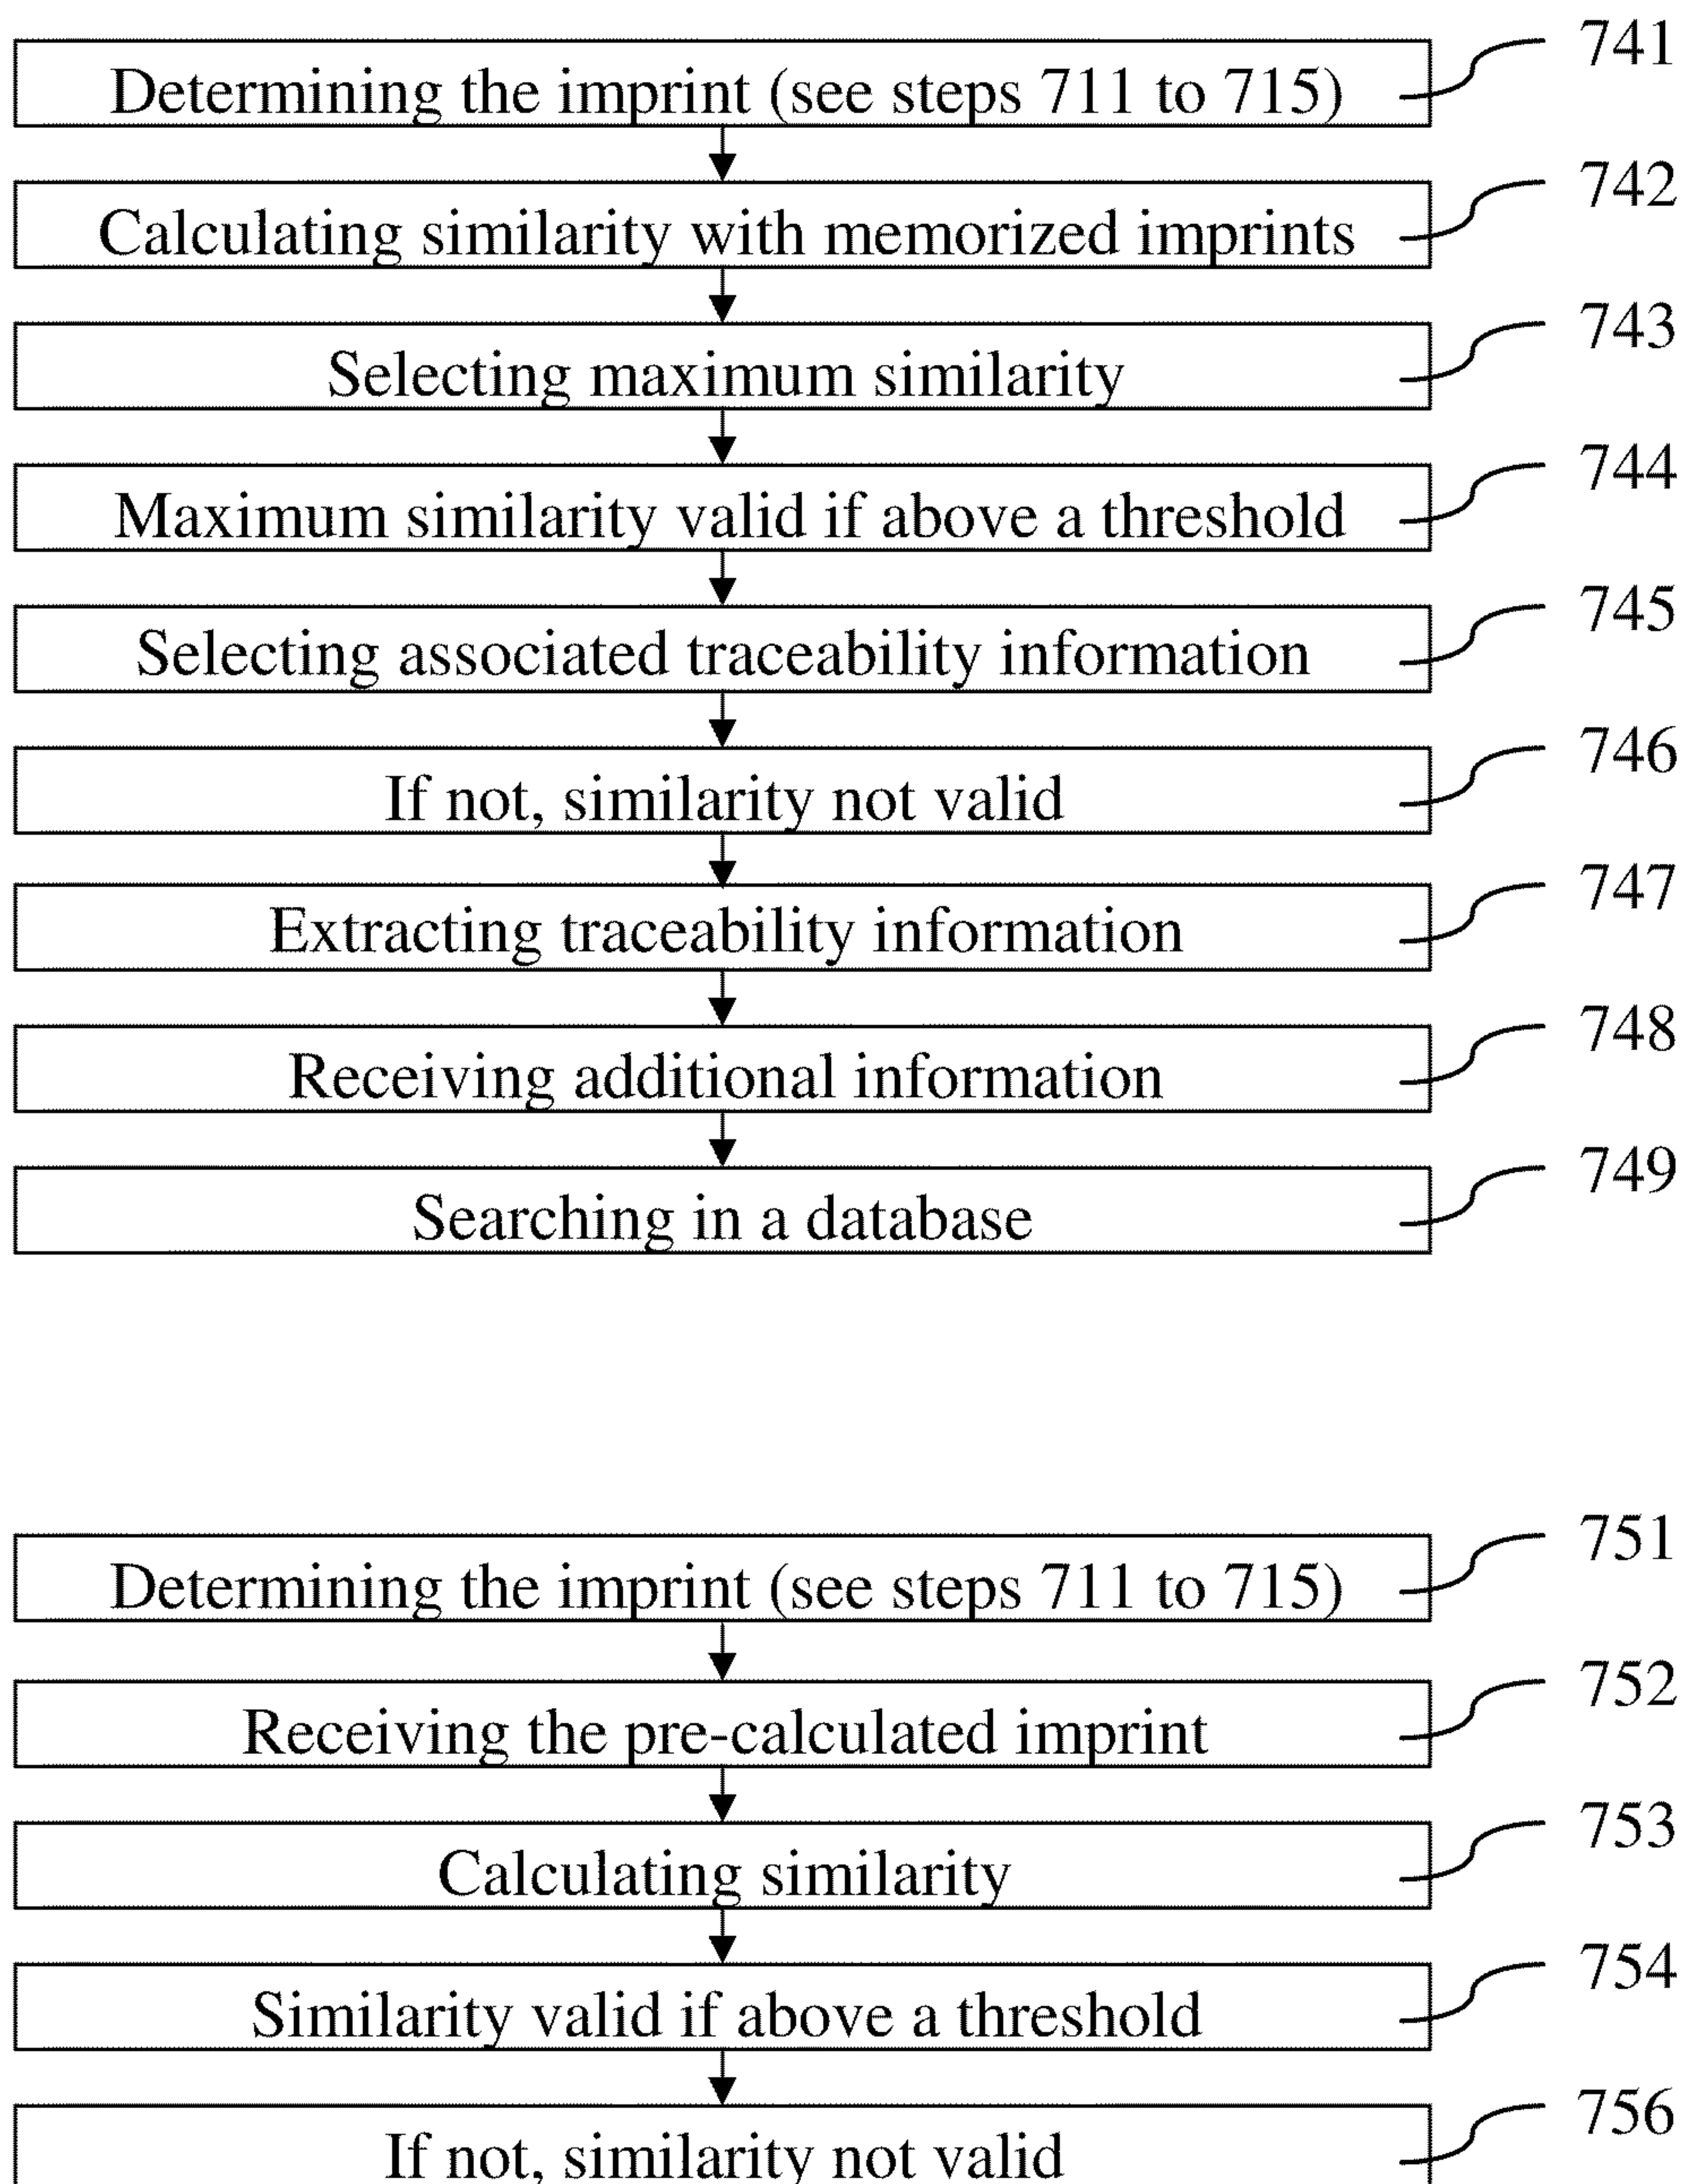 Determining the imprint (see steps 711 to 715) 741
Calculating similarity with memorized imprints 742
Selecting maximum similarity 743
Maximum similarity valid if above a threshold 744
Selecting associated traceability information 745
If not, similarity not valid 746
Extracting traceability information 747
Receiving additional information 748
Searching in a database 749
Determining the imprint (see steps 711 to 715) 751
Receiving the pre-calculated imprint 752
Calculating similarity 753
Similarity valid if above a threshold 754
If not, similarity not valid 756